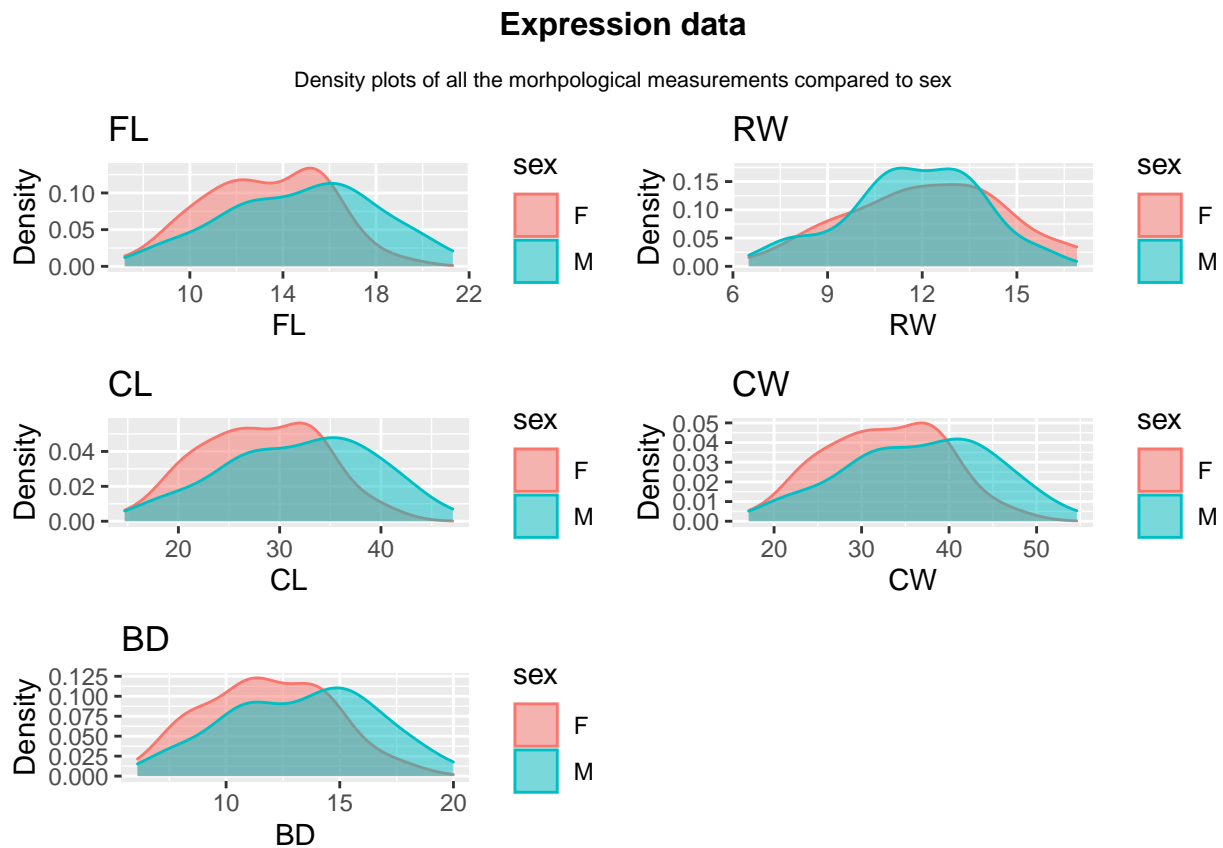 Expression data
Density plots of all the morhpological measurements compared to sex
FL
Density
0.10
0.05
0.00
10 14 18 22
FL
sex
F
M
RW
Density
0.15
0.10
0.05
0.00
6 9 12 15
RW
sex
F
M
CL
Density
0.04
0.02
0.00
20 30 40
CL
sex
F
M
CW
Density
0.05
0.04
0.03
0.02
0.01
0.00
20 30 40 50
CW
sex
F
M
BD
Density
0.125
0.100
0.075
0.050
0.025
0.000
10 15 20
BD
sex
F
M